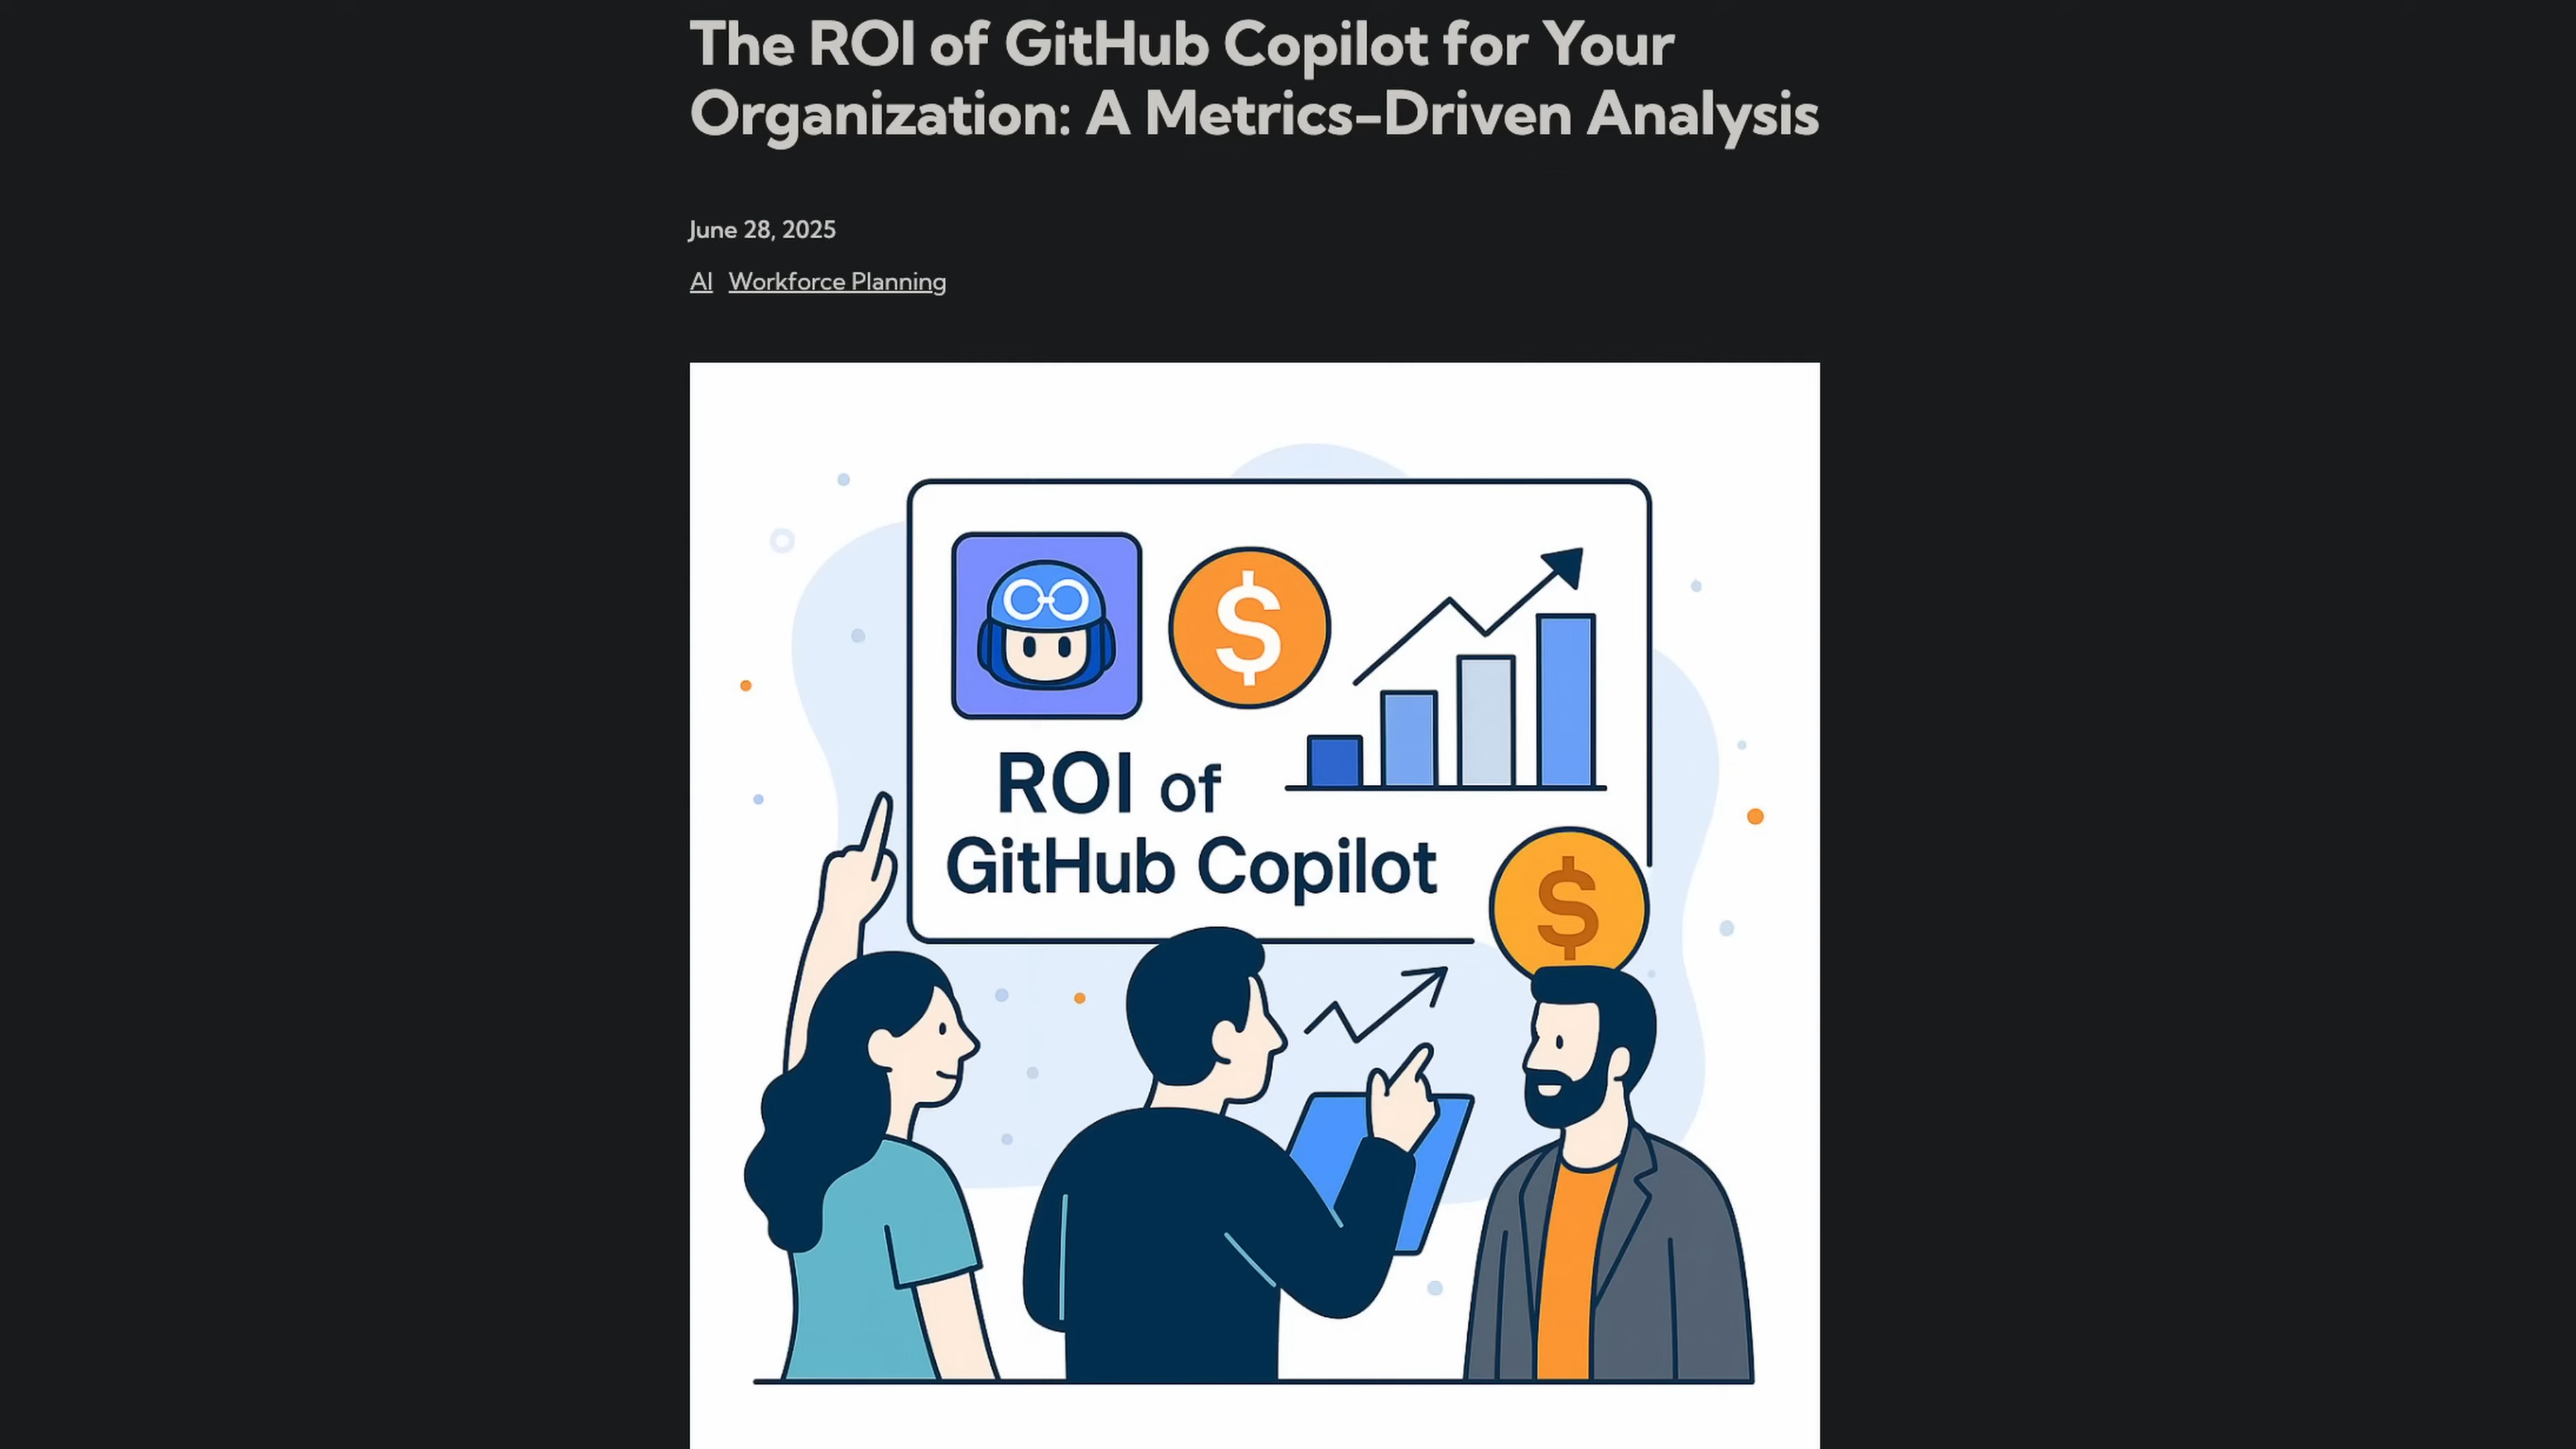 The ROI of GitHub Copilot for Your
Organization: A Metrics-Driven Analysis
June 28, 2025
AI Workforce Planning
$
ROI of
GitHub Copilot
$